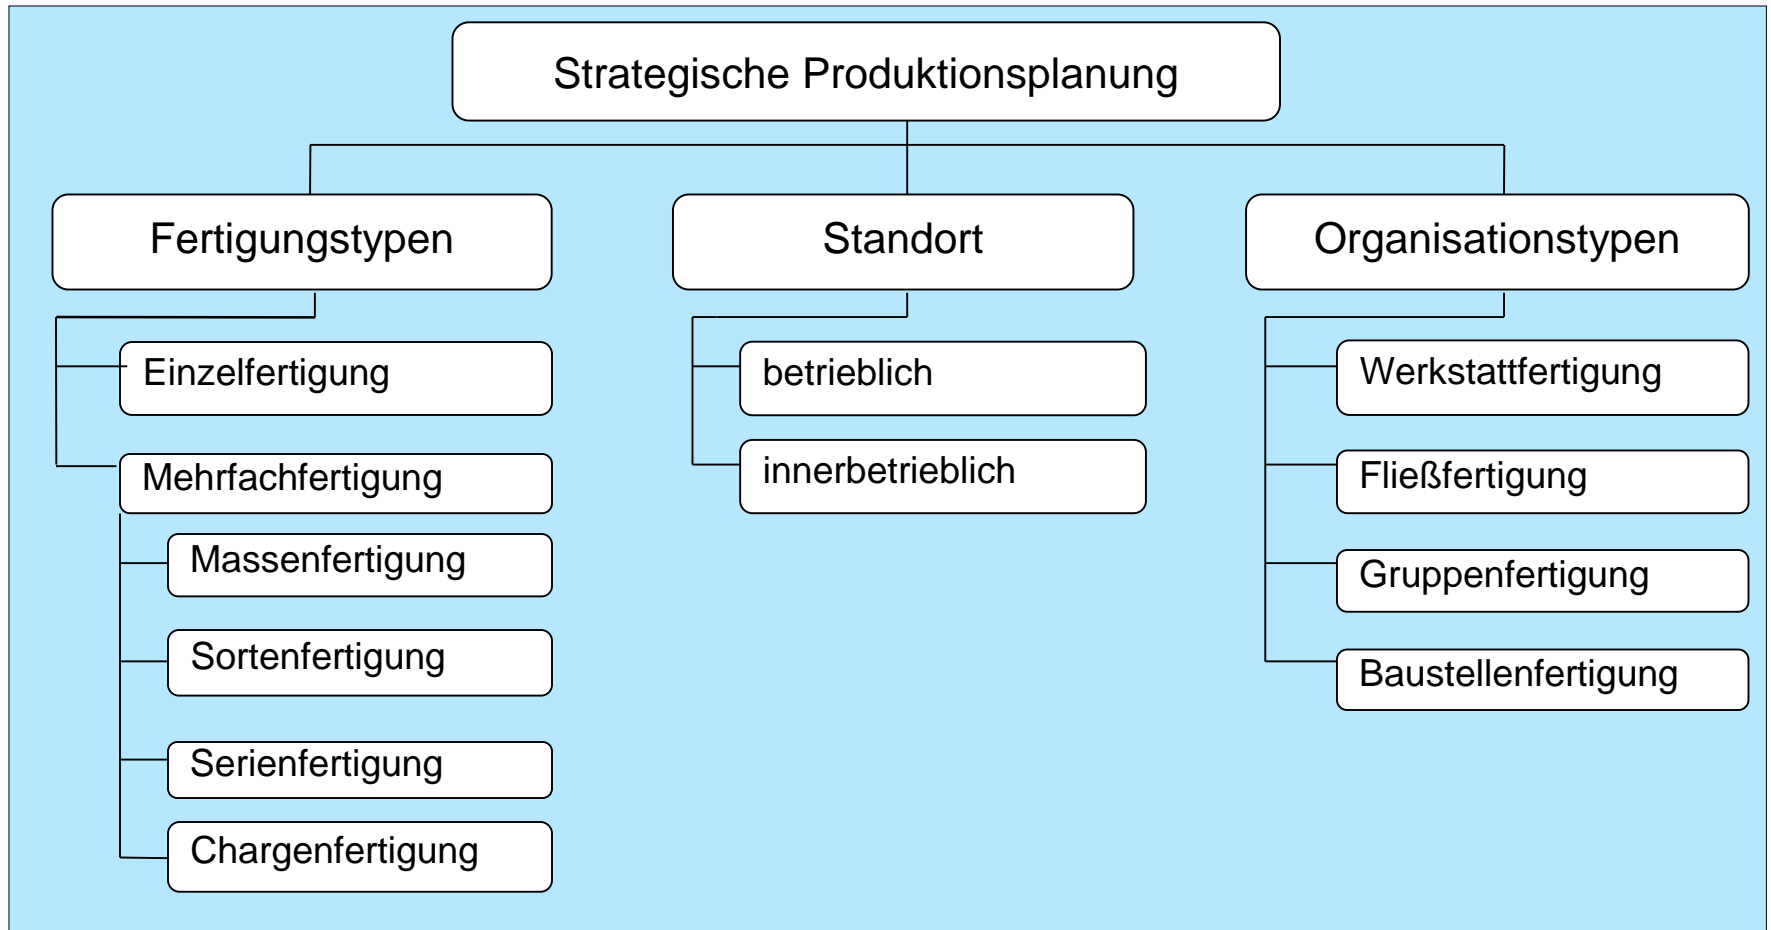 Strategische Produktionsplanung
Fertigungstypen
Einzelfertigung
Mehrfachfertigung
Massenfertigung
Sortenfertigung
Serienfertigung
Chargenfertigung
Standort
betrieblich
innerbetrieblich
Organisationstypen
Werkstattfertigung
Fließfertigung
Gruppenfertigung
Baustellenfertigung